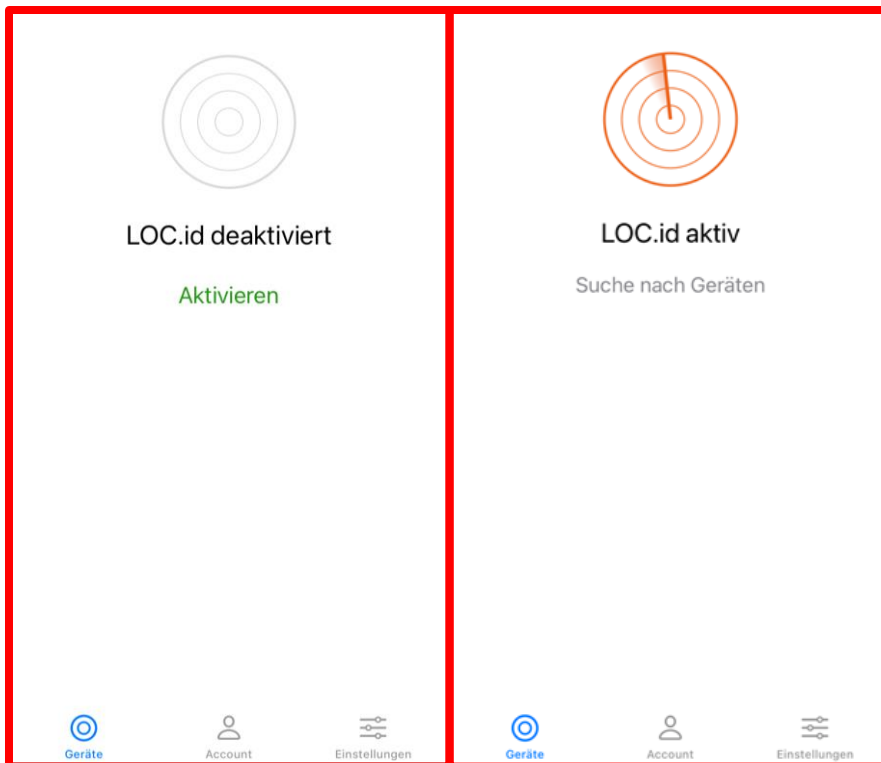 LOC.id deaktiviert
Aktivieren
Geräte Account Einstellungen
LOC.id aktiv
Suche nach Geräten
Geräte Account Einstellungen